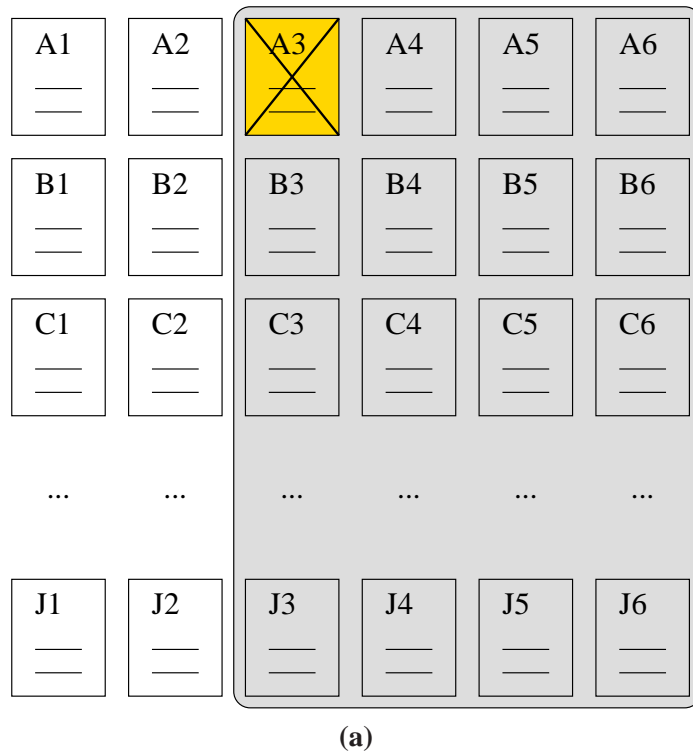 A1 A2 A3 A4 A5 A6
B1 B2 B3 B4 B5 B6
C1 C2 C3 C4 C5 C6
... ... ... ... ... ...
J1 J2 J3 J4 J5 J6
(a)